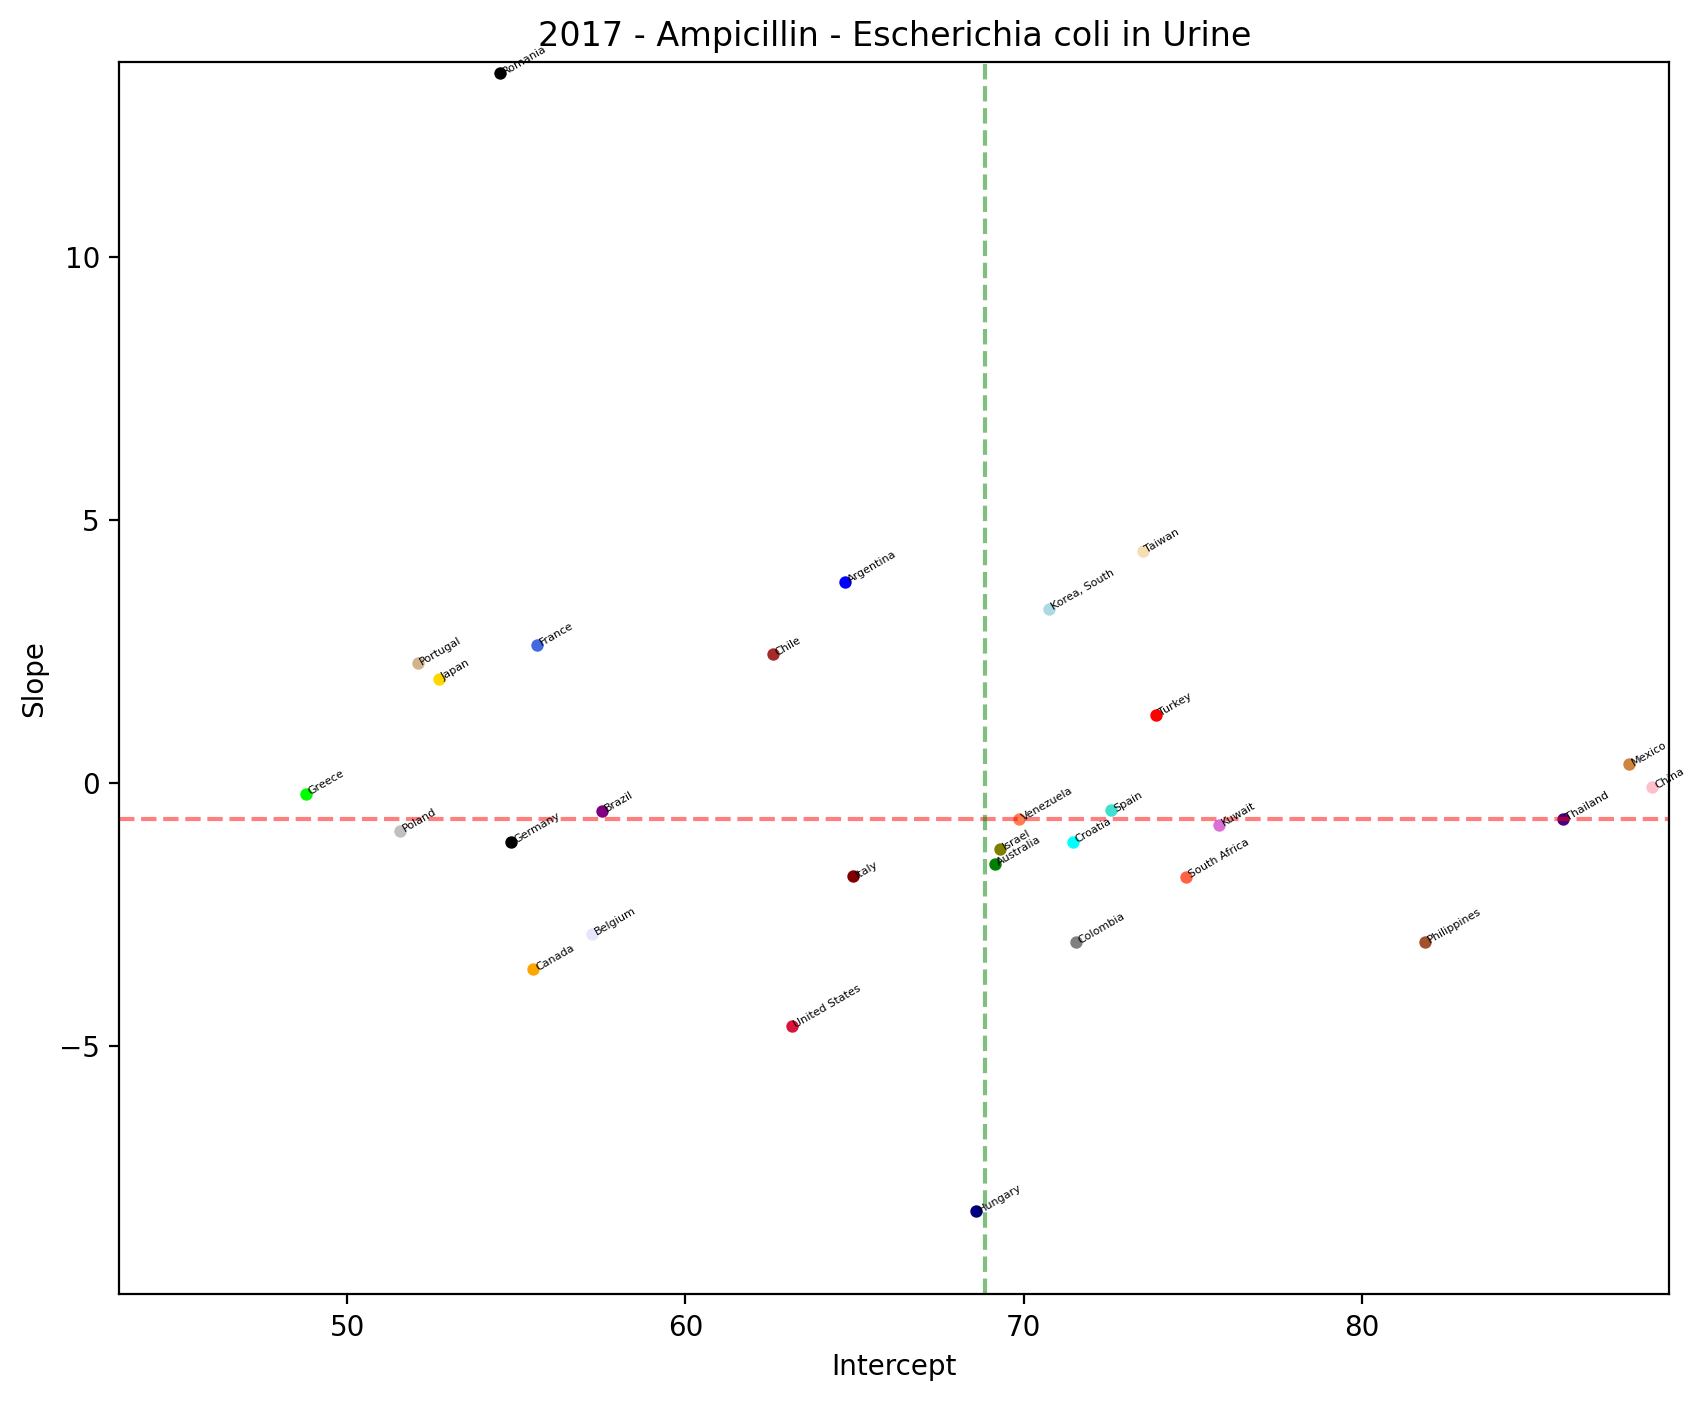 2017 - Ampicillin - Escherichia coli in Urine
Romania
10
5
Taiwan
Argentina
Korea, South
France
Chile
Portugal
Japan
Turkey
Slope
0
Mexico
China
Greece
Thailand
Brazil
Venezuela
Spain
Kuwait
Poland
Germany
Croatia
Israel
Australia
Italy
South Africa
Belgium
Colombia
Philippines
Canada
United States
−5
Hungary
50
60
70
80
Intercept